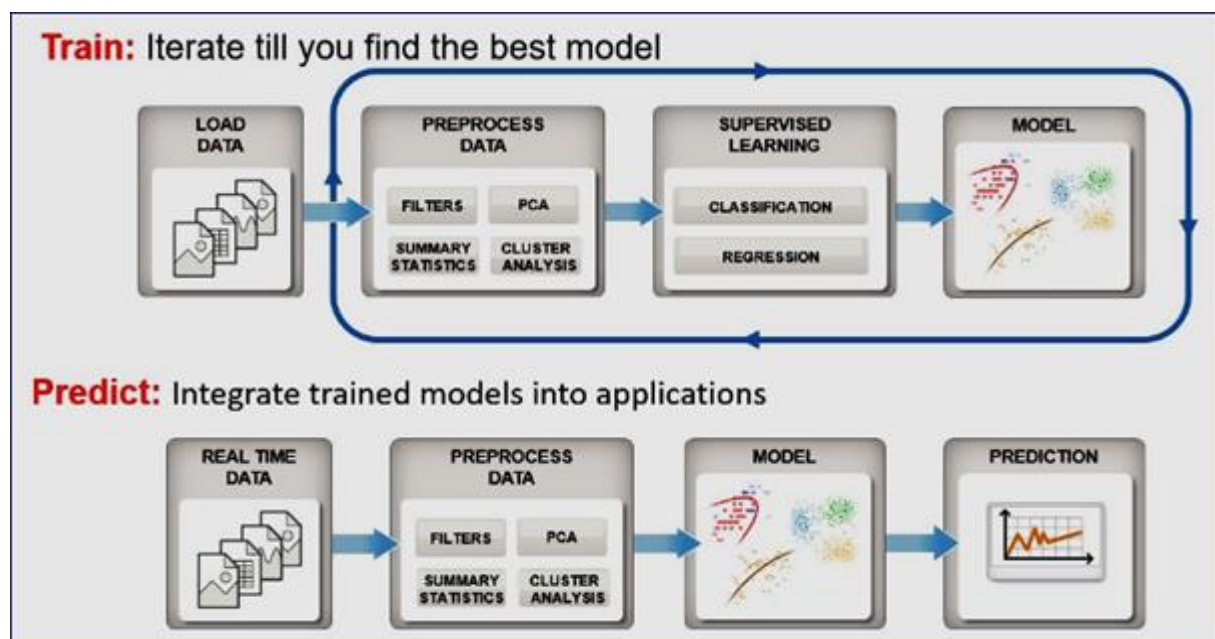 Train: Iterate till you find the best model
LOAD
DATA
PREPROCESS
DATA
FILTERS
PCA
SUMMARY
STATISTICS
CLUSTER
ANALYSIS
SUPERVISED
LEARNING
CLASSIFICATION
REGRESSION
MODEL
Predict: Integrate trained models into applications
REAL TIME
DATA
PREPROCESS
DATA
FILTERS
PCA
SUMMARY
STATISTICS
CLUSTER
ANALYSIS
MODEL
PREDICTION